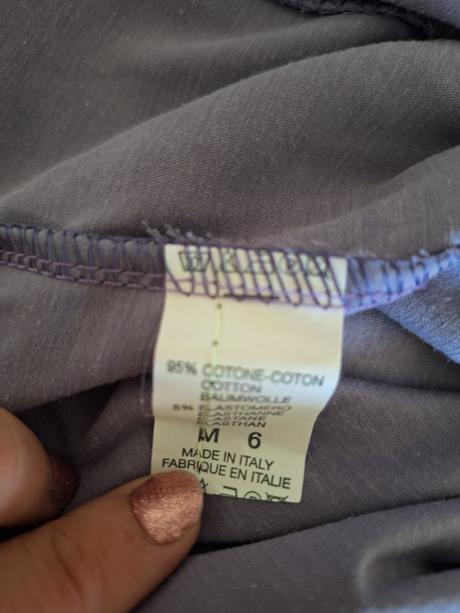 95% COTONE-COTON
COTTON
BAUMWOLLE
5% ELASTOMERO
ELASTHANNE
ELASTANE
ELASTHAN
M 6
MADE IN ITALY
FABRIQUE EN ITALIE